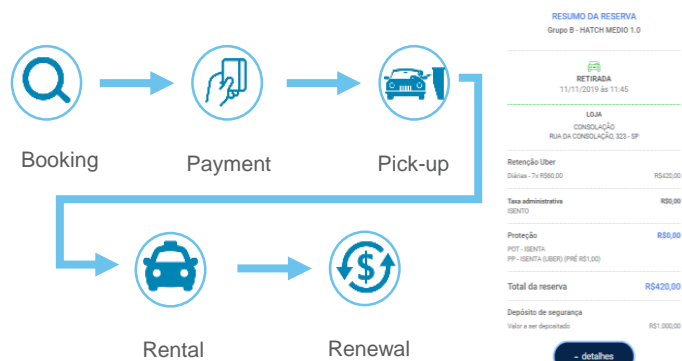 Booking
Payment
Pick-up
$
Rental
Renewal
RESUMO DA RESERVA
Grupo B - HATCH MEDIO 1.0
RETIRADA
11/11/2019 às 11:45
LOJA
CONSOLAÇÃO
RUA DA CONSOLAÇÃO, 323 - SP
Retenção Uber
Diárias - 7x R$60,00 R$420,00
Taxa administrativa R$0,00
ISENTO
Proteção R$0,00
POT - ISENTA
PP - ISENTA (UBER) (PRÉ R$1,00)
Total da reserva R$420,00
Depósito de segurança
Valor a ser depositado R$1.000,00
- detalhes